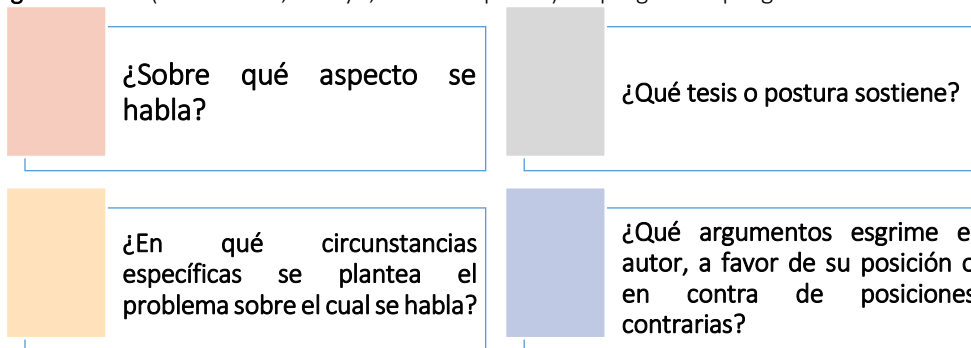 ¿Sobre qué aspecto se
habla?
¿Qué tesis o postura sostiene?
¿En qué circunstancias
específicas se plantea el
problema sobre el cual se habla?
¿Qué argumentos esgrime
autor, a favor de su posición
en contra de posiciones
contrarias?